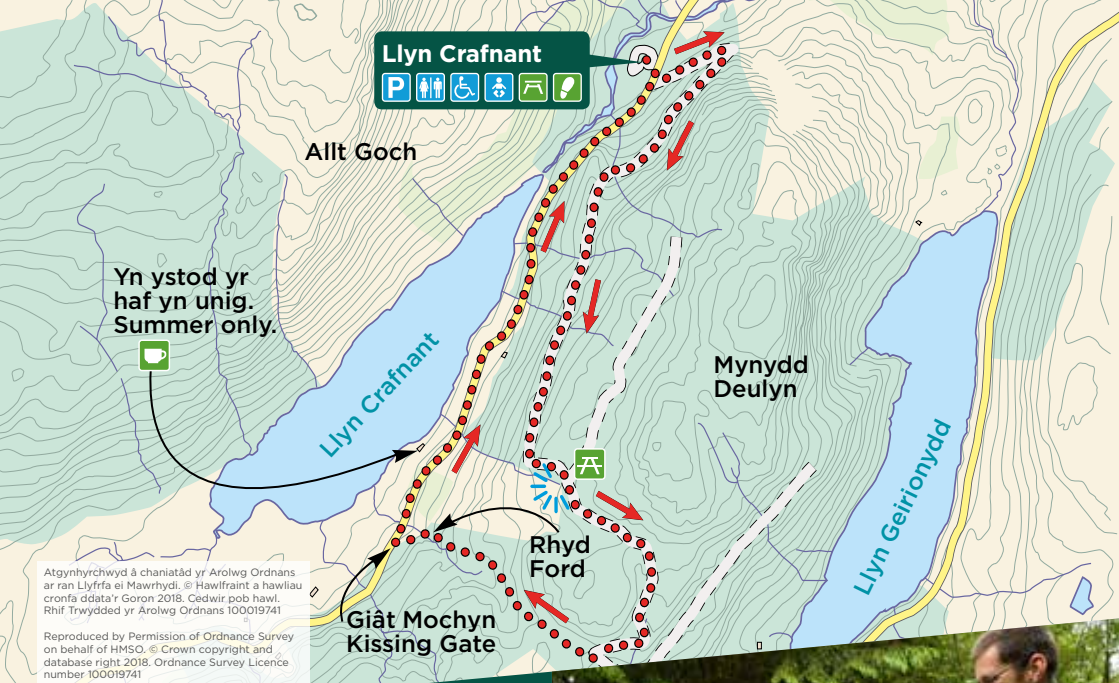 Llyn Crafnant
P
Allt Goch
Yn ystod yr
haf yn unig.
Summer only.
Llyn Crafnant
Mynydd
Deulyn
Llyn Geirionydd
Rhyd
Ford
Giât Mochyn
Kissing Gate
Atgynhyrchwyd â chaniatâd yr Arolwg Ordnans
ar ran Llyfrfa ei Mawrhydi. © Hawlfraint a hawliau
cronfa ddata'r Goron 2018. Cedwir pob hawl.
Rhif Trwydded yr Arolwg Ordnans 100019741
Reproduced by Permission of Ordnance Survey
on behalf of HMSO. © Crown copyright and
database right 2018. Ordnance Survey Licence
number 100019741